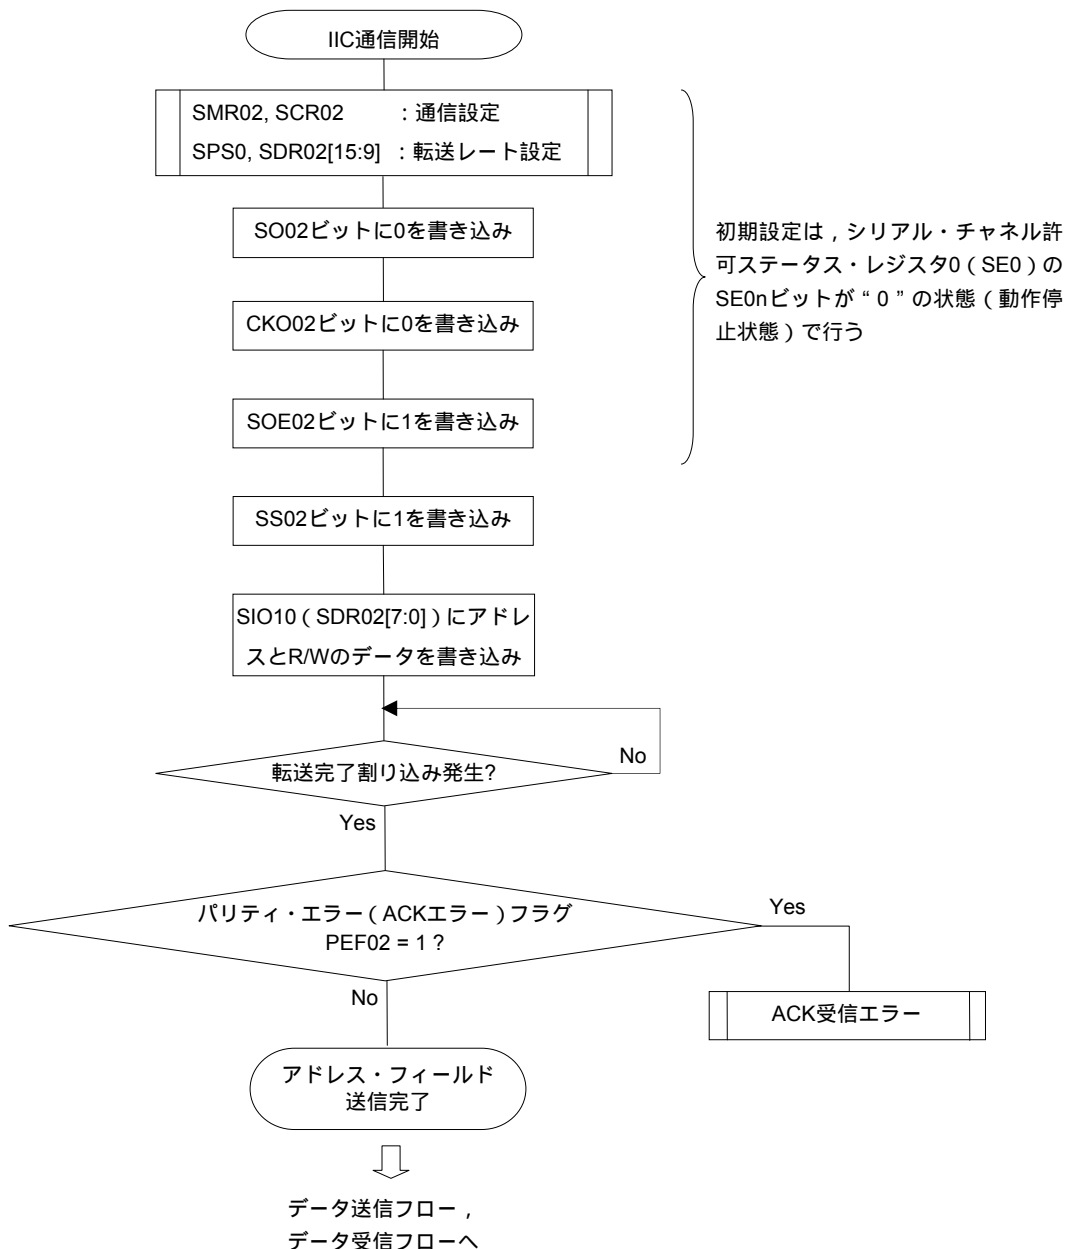 IIC通信開始
SMR02, SCR02 ：通信設定
SPS0, SDR02[15:9] ：転送レート設定
SO02ビットに0を書き込み
初期設定は，シリアル・チャネル許
可ステータス・レジスタ0（SE0）の
SE0nビットが“0”の状態（動作停
止状態）で行う
CKO02ビットに0を書き込み
SOE02ビットに1を書き込み
SS02ビットに1を書き込み
SIO10（SDR02[7:0]）にアドレ
スとR/Wのデータを書き込み
転送完了割り込み発生?
No
Yes
パリティ・エラー（ACKエラー）フラグ
PEF02 = 1 ?
Yes
No
ACK受信エラー
アドレス・フィールド
送信完了
データ送信フロー，
データ受信フローへ